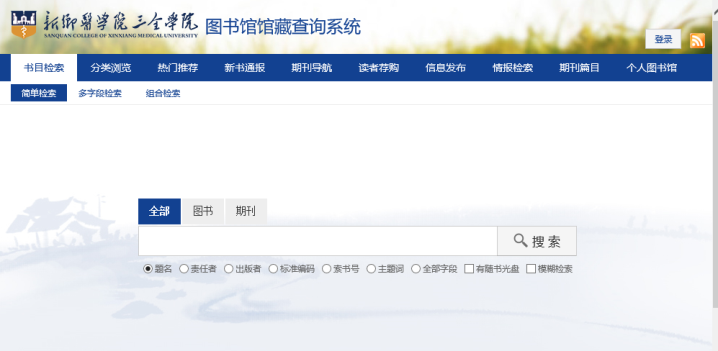 新乡医学院三全学院 图书馆馆藏查询系统
SANQUAN COLLEGE OF XINXIANG MEDICAL UNIVERSITY
登录
书目检索 分类浏览 热门推荐 新书通报 期刊导航 读者荐购 信息发布 情报检索 期刊篇目 个人图书馆
简单检索 多字段检索 组合检索
全部 图书 期刊
搜索
题名 责任者 出版者 标准编码 索书号 主题词 全部字段 有随书光盘 模糊检索